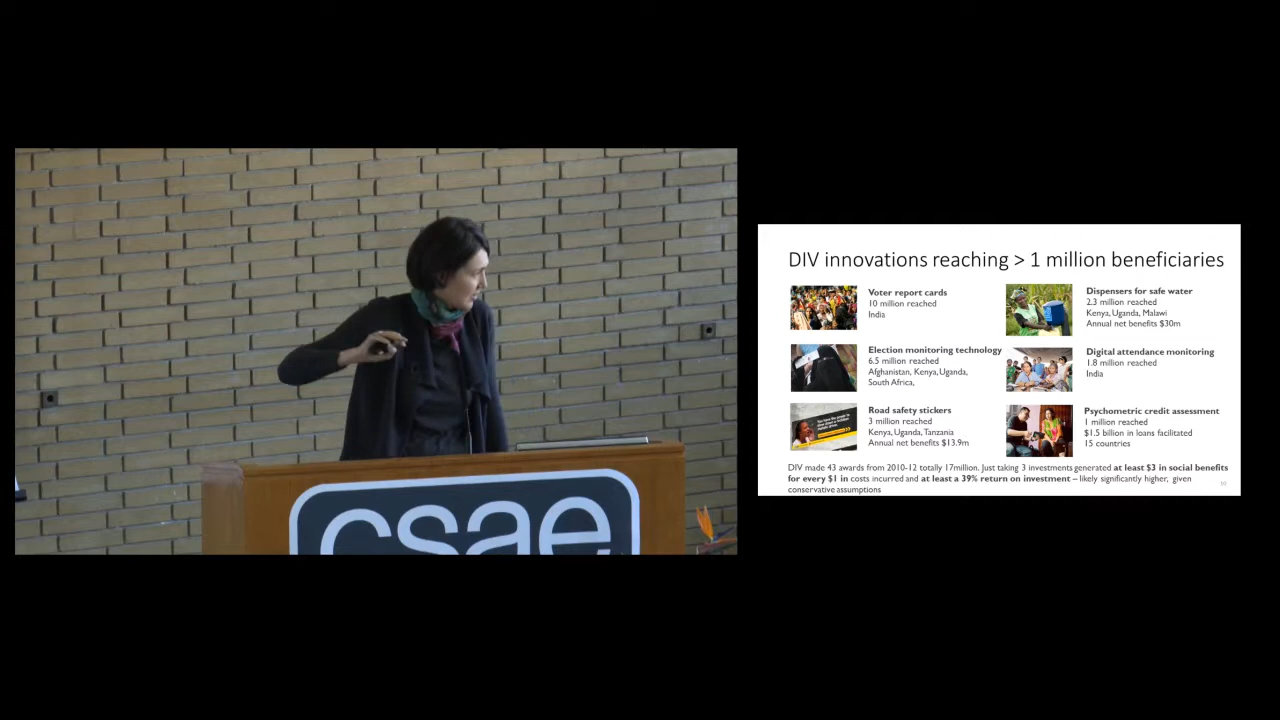 csae
DIV innovations reaching > 1 million beneficiaries
Voter report cards
10 million reached
India
Election monitoring technology
6.5 million reached
Afghanistan, Kenya, Uganda,
South Africa,
Road safety stickers
3 million reached
Kenya, Uganda, Tanzania
Annual net benefits $13.9m
Dispensers for safe water
2.3 million reached
Kenya, Uganda, Malawi
Annual net benefits $30m
Digital attendance monitoring
1.8 million reached
India
Psychometric credit assessment
1 million reached
$1.5 billion in loans facilitated
15 countries
DIV made 43 awards from 2010-12 totally 17million. Just taking 3 investments generated at least $3 in social benefits
for every $1 in costs incurred and at least a 39% return on investment – likely significantly higher, given
conservative assumptions